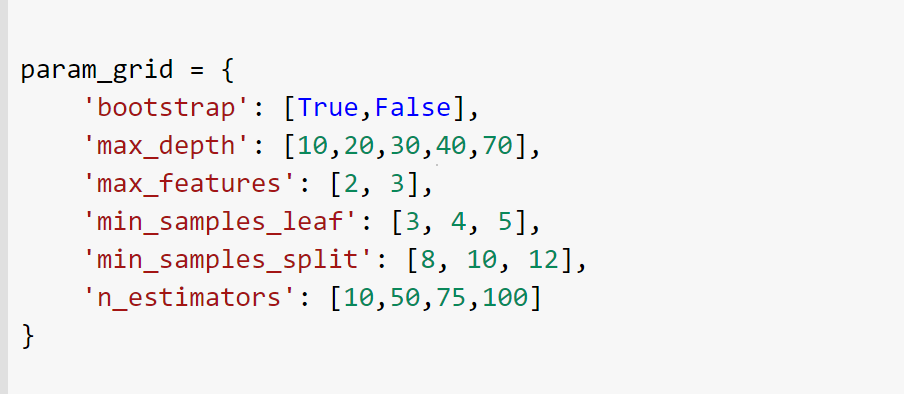 param_grid = {
    'bootstrap': [True,False],
    'max_depth': [10,20,30,40,70],
    'max_features': [2, 3],
    'min_samples_leaf': [3, 4, 5],
    'min_samples_split': [8, 10, 12],
    'n_estimators': [10,50,75,100]
}